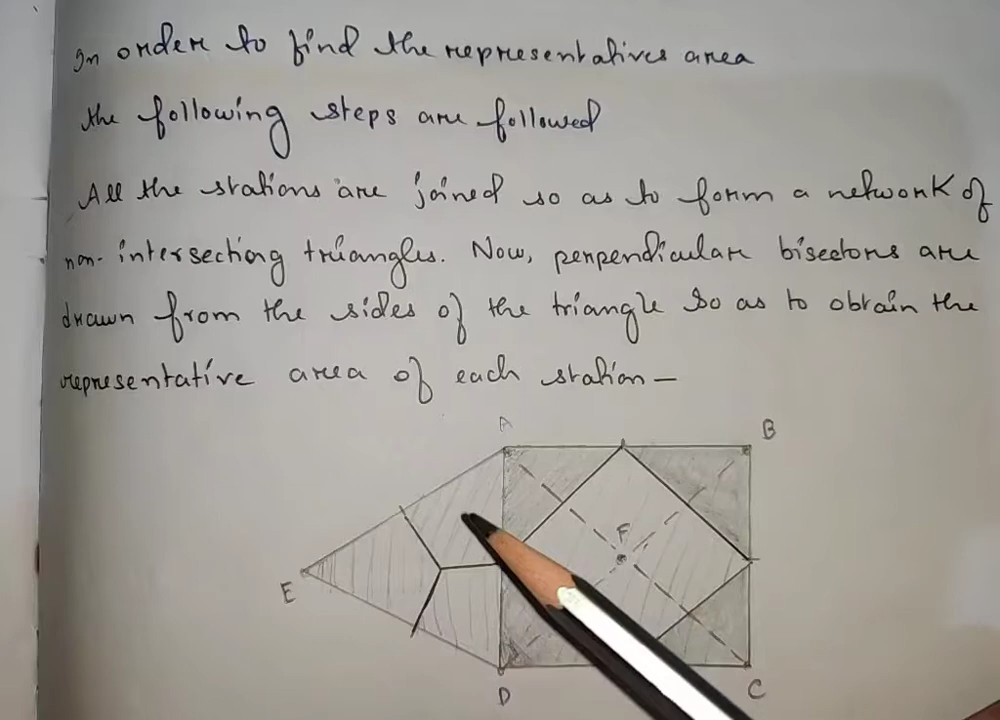 In order to find the representatives area
the following steps are followed
All the stations are joined so as to form a network of
non-intersecting triangles. Now, perpendicular bisectors are
drawn from the sides of the triangle so as to obtain the
representative area of each station -
A
B
F
E
D
C